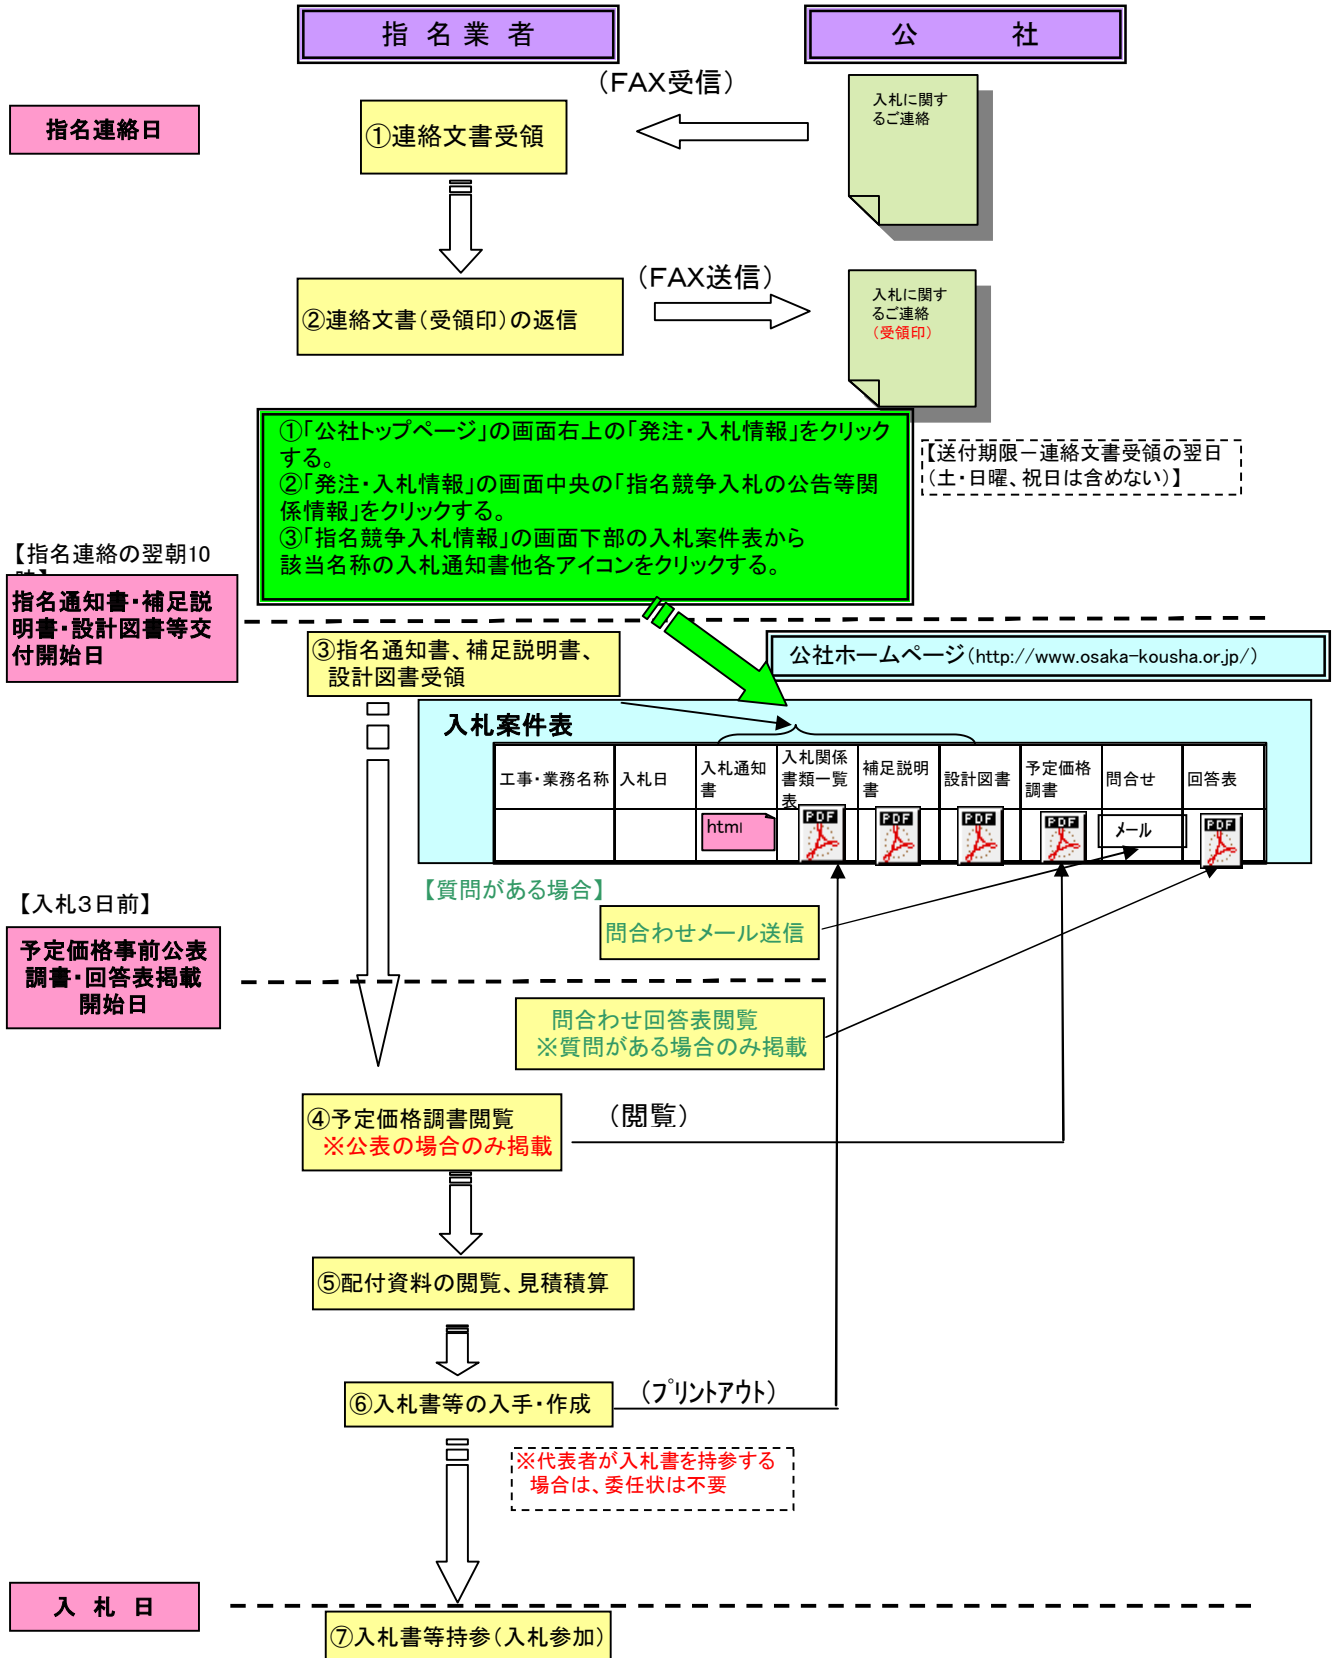 指 名 業 者
公 社
(FAX受信)
指名連絡日
①連絡文書受領
入札に関す
るご連絡
(FAX送信)
②連絡文書(受領印)の返信
入札に関す
るご連絡
(受領印)
①「公社トップページ」の画面右上の「発注・入札情報」をクリック
する。
②「発注・入札情報」の画面中央の「指名競争入札の公告等関
係情報」をクリックする。
③「指名競争入札情報」の画面下部の入札案件表から
該当名称の入札通知書他各アイコンをクリックする。
【送付期限－連絡文書受領の翌日
(土・日曜、祝日は含めない)】
【指名連絡の翌朝10
指名通知書・補足説
明書・設計図書等交
付開始日
③指名通知書、補足説明書、
設計図書受領
公社ホームページ(http://www.osaka-kousha.or.jp/)
入札案件表
工事・業務名称
入札日
入札通知
書
入札関係
書類一覧
表
補足説明
書
設計図書
予定価格
調書
問合せ
回答表
html
PDF
PDF
PDF
PDF
メール
PDF
【質問がある場合】
【入札3日前】
問合わせメール送信
予定価格事前公表
調書・回答表掲載
開始日
問合わせ回答表閲覧
※質問がある場合のみ掲載
④予定価格調書閲覧
※公表の場合のみ掲載
(閲覧)
⑤配付資料の閲覧、見積積算
⑥入札書等の入手・作成
(プリントアウト)
※代表者が入札書を持参する
場合は、委任状は不要
入 札 日
⑦入札書等持参(入札参加)